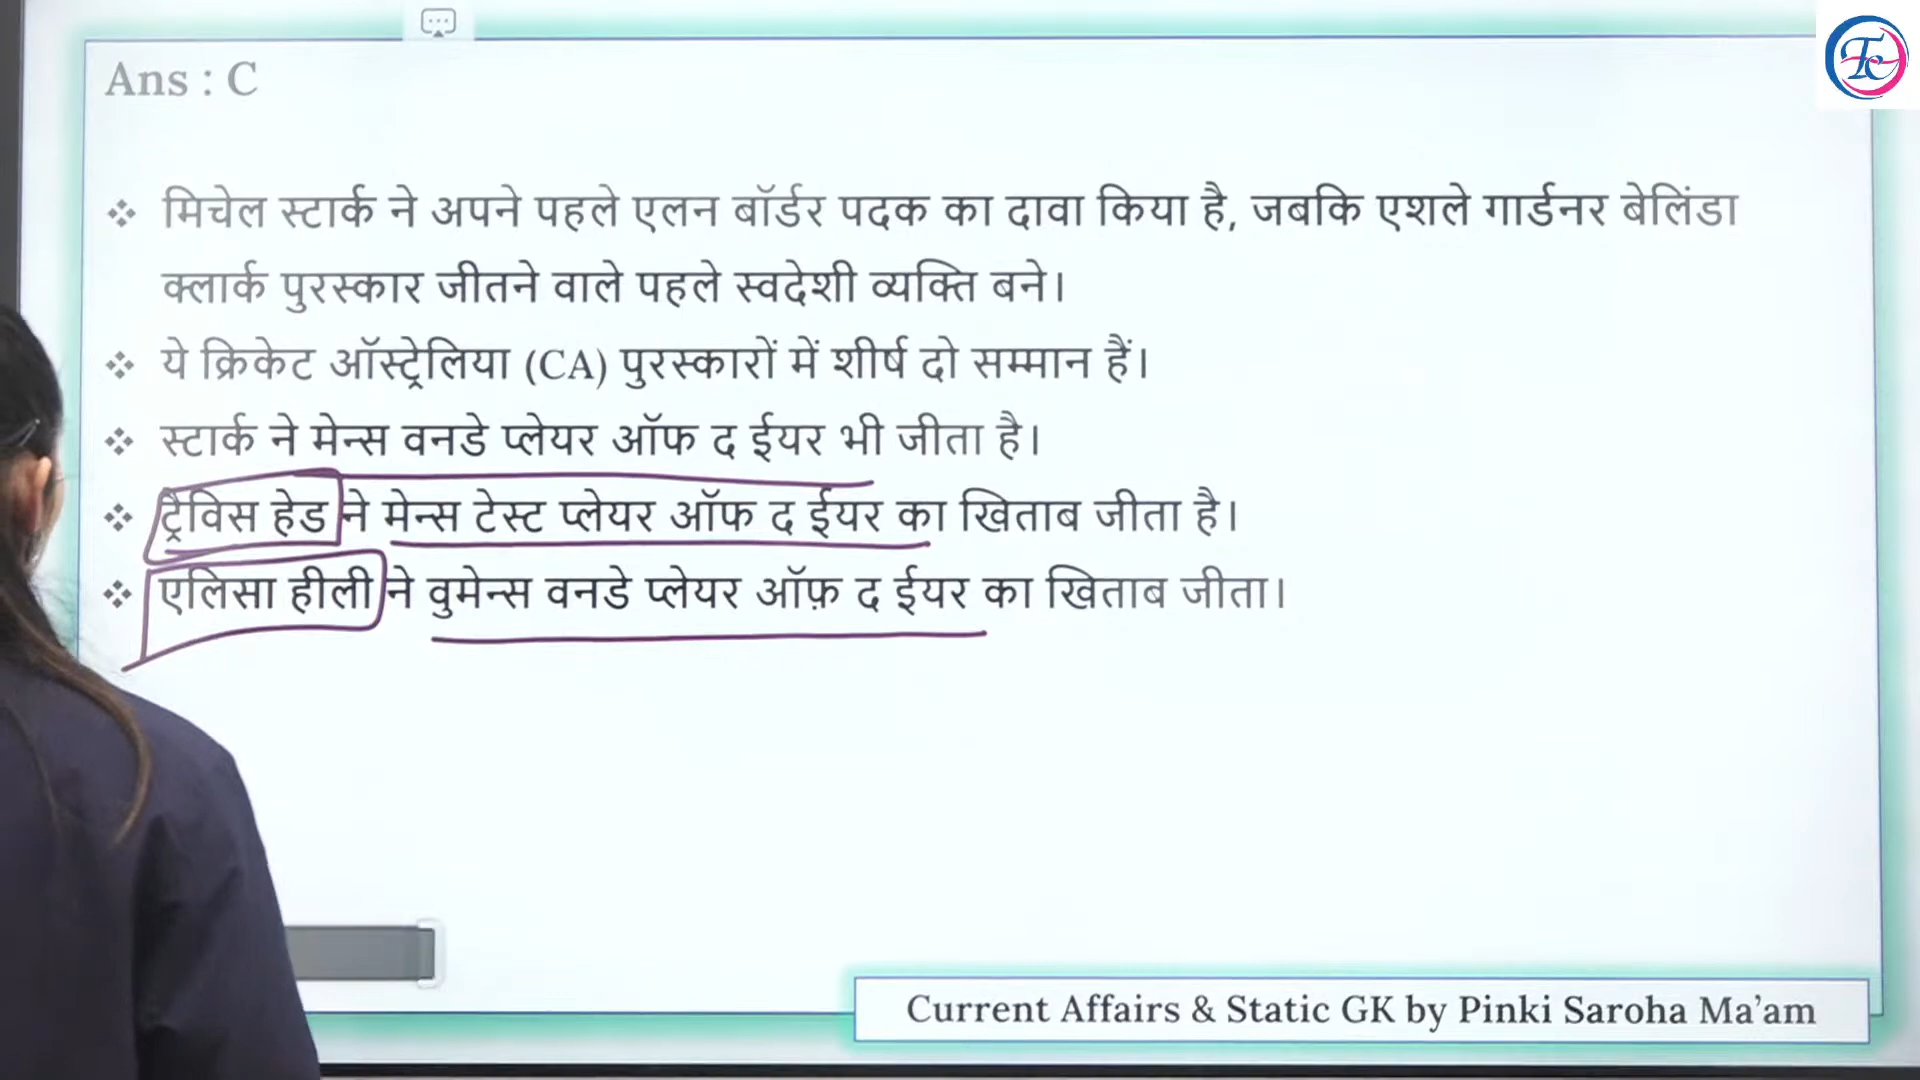 Ans : C
❖ मिचेल स्टार्क ने अपने पहले एलन बॉर्डर पदक का दावा किया है, जबकि एशले गार्डनर बेलिंडा
क्लार्क पुरस्कार जीतने वाले पहले स्वदेशी व्यक्ति बने।
❖ ये क्रिकेट ऑस्ट्रेलिया (CA) पुरस्कारों में शीर्ष दो सम्मान हैं।
❖ स्टार्क ने मेन्स वनडे प्लेयर ऑफ द ईयर भी जीता है।
❖ ट्रैविस हेड ने मेन्स टेस्ट प्लेयर ऑफ द ईयर का खिताब जीता है।
❖ एलिसा हीली ने वुमेन्स वनडे प्लेयर ऑफ़ द ईयर का खिताब जीता।
Current Affairs & Static GK by Pinki Saroha Ma’am
Tc